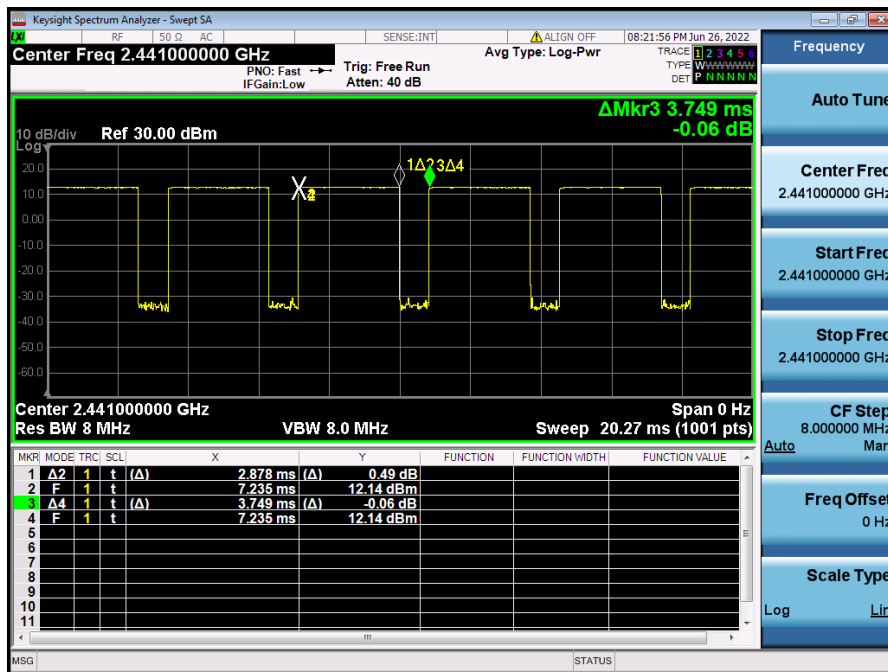 Keysight Spectrum Analyzer - Swept SA
LXI RF 50 Ω AC SENSE:INT ALIGN OFF 08:21:56 PM Jun 26, 2022
Center Freq 2.441000000 GHz
PNO: Fast
IFGain:Low
Trig: Free Run
Atten: 40 dB
Avg Type: Log-Pwr
TRACE 1 2 3 4 5 6
TYPE WWWWWW
DET P N N N N N
ΔMkr3 3.749 ms
-0.06 dB
10 dB/div Ref 30.00 dBm
Log
1Δ2 3Δ4
20.0
10.0
0.00
-10.0
-20.0
-30.0
-40.0
-50.0
-60.0
Center 2.441000000 GHz Span 0 Hz
Res BW 8 MHz VBW 8.0 MHz Sweep 20.27 ms (1001 pts)
MKR MODE TRC SCL X Y FUNCTION FUNCTION WIDTH FUNCTION VALUE
1 Δ2 1 t (Δ) 2.878 ms (Δ) 0.49 dB
2 F 1 t 7.235 ms 12.14 dBm
3 Δ4 1 t (Δ) 3.749 ms (Δ) -0.06 dB
4 F 1 t 7.235 ms 12.14 dBm
5
6
7
8
9
10
11
MSG STATUS
Frequency
Auto Tune
Center Freq
2.441000000 GHz
Start Freq
2.441000000 GHz
Stop Freq
2.441000000 GHz
CF Step
8.000000 MHz
Auto Man
Freq Offset
0 Hz
Scale Type
Log Lin